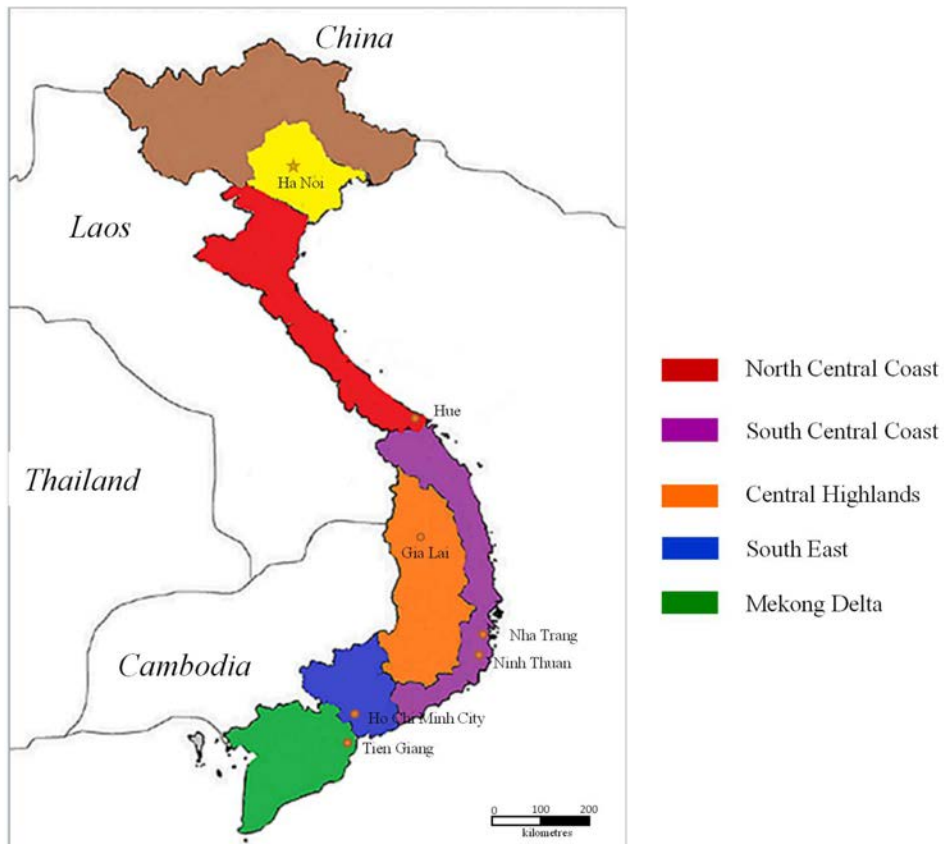 China
Ha Noi
Laos
Hue
Thailand
Gia Lai
Nha Trang
Ninh Thuan
Cambodia
Ho Chi Minh City
Tien Giang
0 100 200
kilometres
North Central Coast
South Central Coast
Central Highlands
South East
Mekong Delta